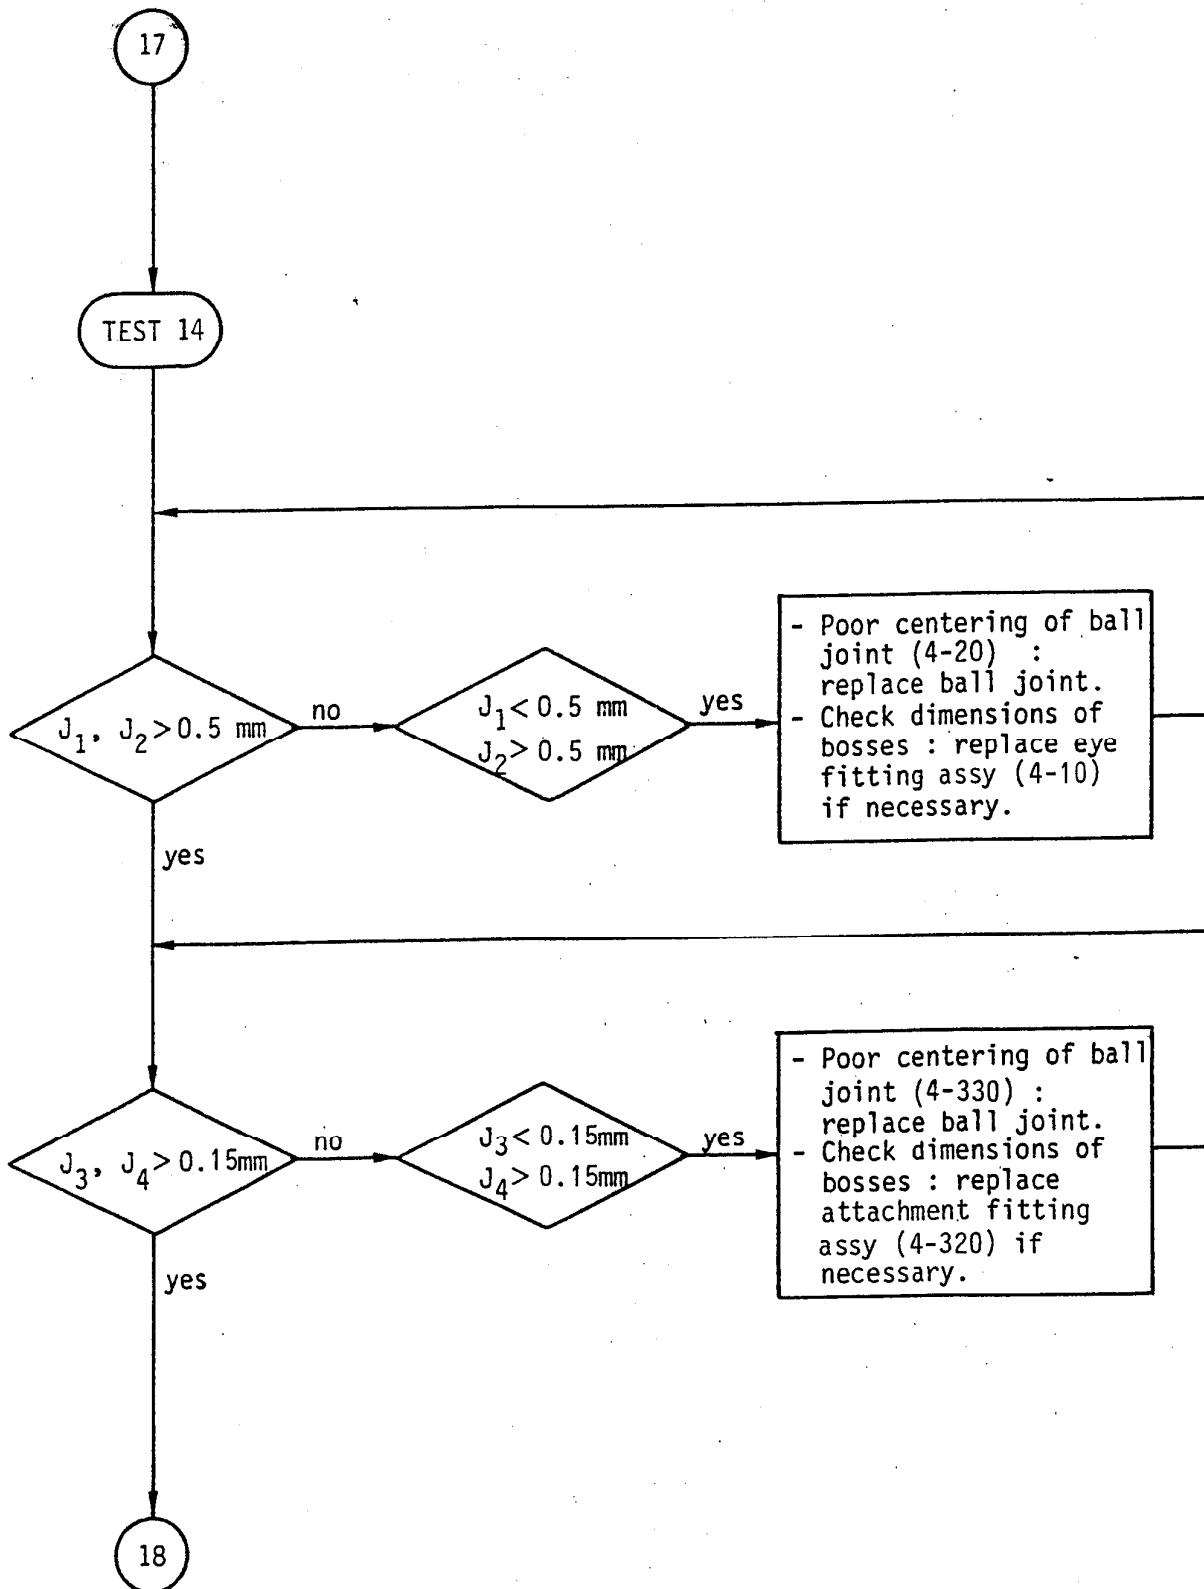 17
TEST 14
J1, J2 > 0.5 mm
no
J1 < 0.5 mm
J2 > 0.5 mm
yes
- Poor centering of ball
joint (4-20) :
replace ball joint.
- Check dimensions of
bosses : replace eye
fitting assy (4-10)
if necessary.
yes
J3, J4 > 0.15mm
no
J3 < 0.15mm
J4 > 0.15mm
yes
- Poor centering of ball
joint (4-330) :
replace ball joint.
- Check dimensions of
bosses : replace
attachment fitting
assy (4-320) if
necessary.
yes
18